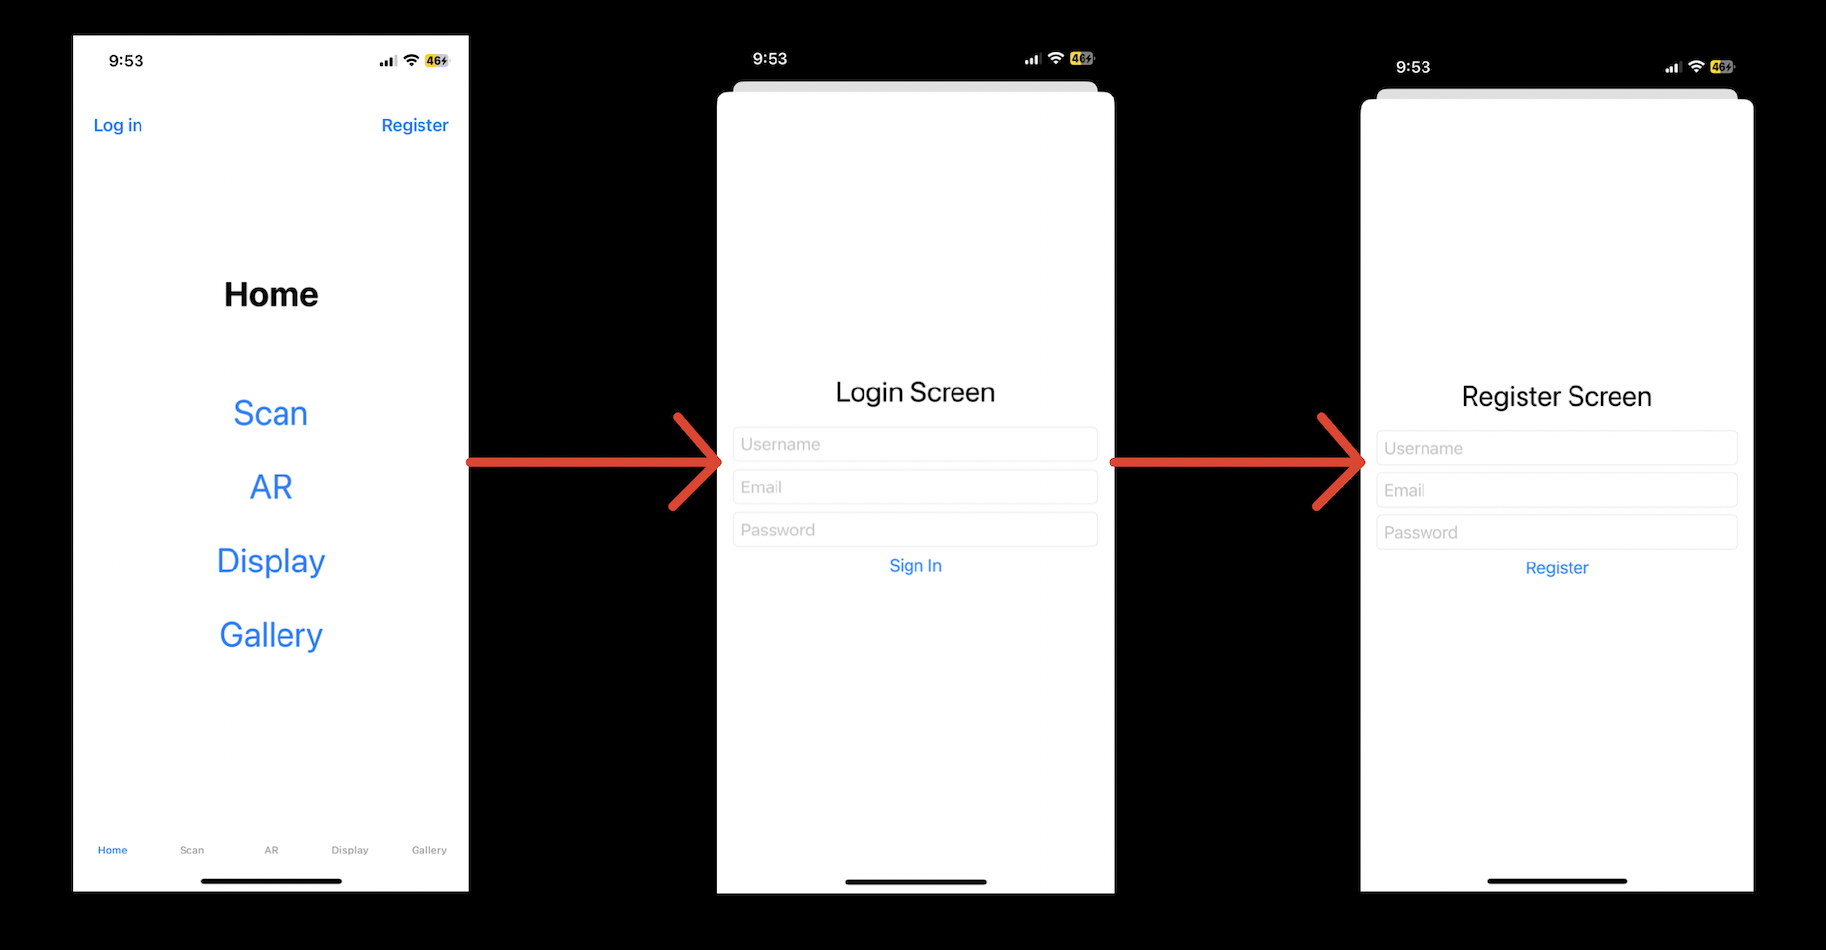 9:53
46
Log in
Register
Home
Scan
AR
Display
Gallery
Home
Scan
AR
Display
Gallery
9:53
46
Login Screen
Username
Email
Password
Sign In
9:53
46
Register Screen
Username
Email
Password
Register